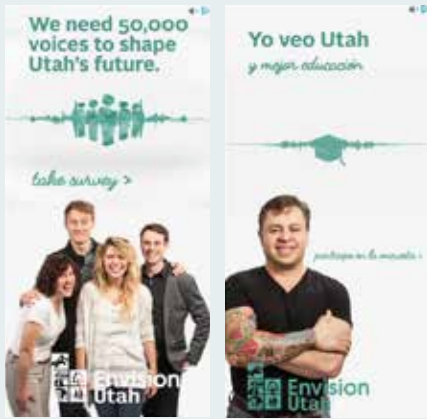 We need 50,000
voices to shape
Utah's future.
take survey >
Envision
Utah
Yo veo Utah
y mejor educación
participe en la encuesta >
Envision
Utah